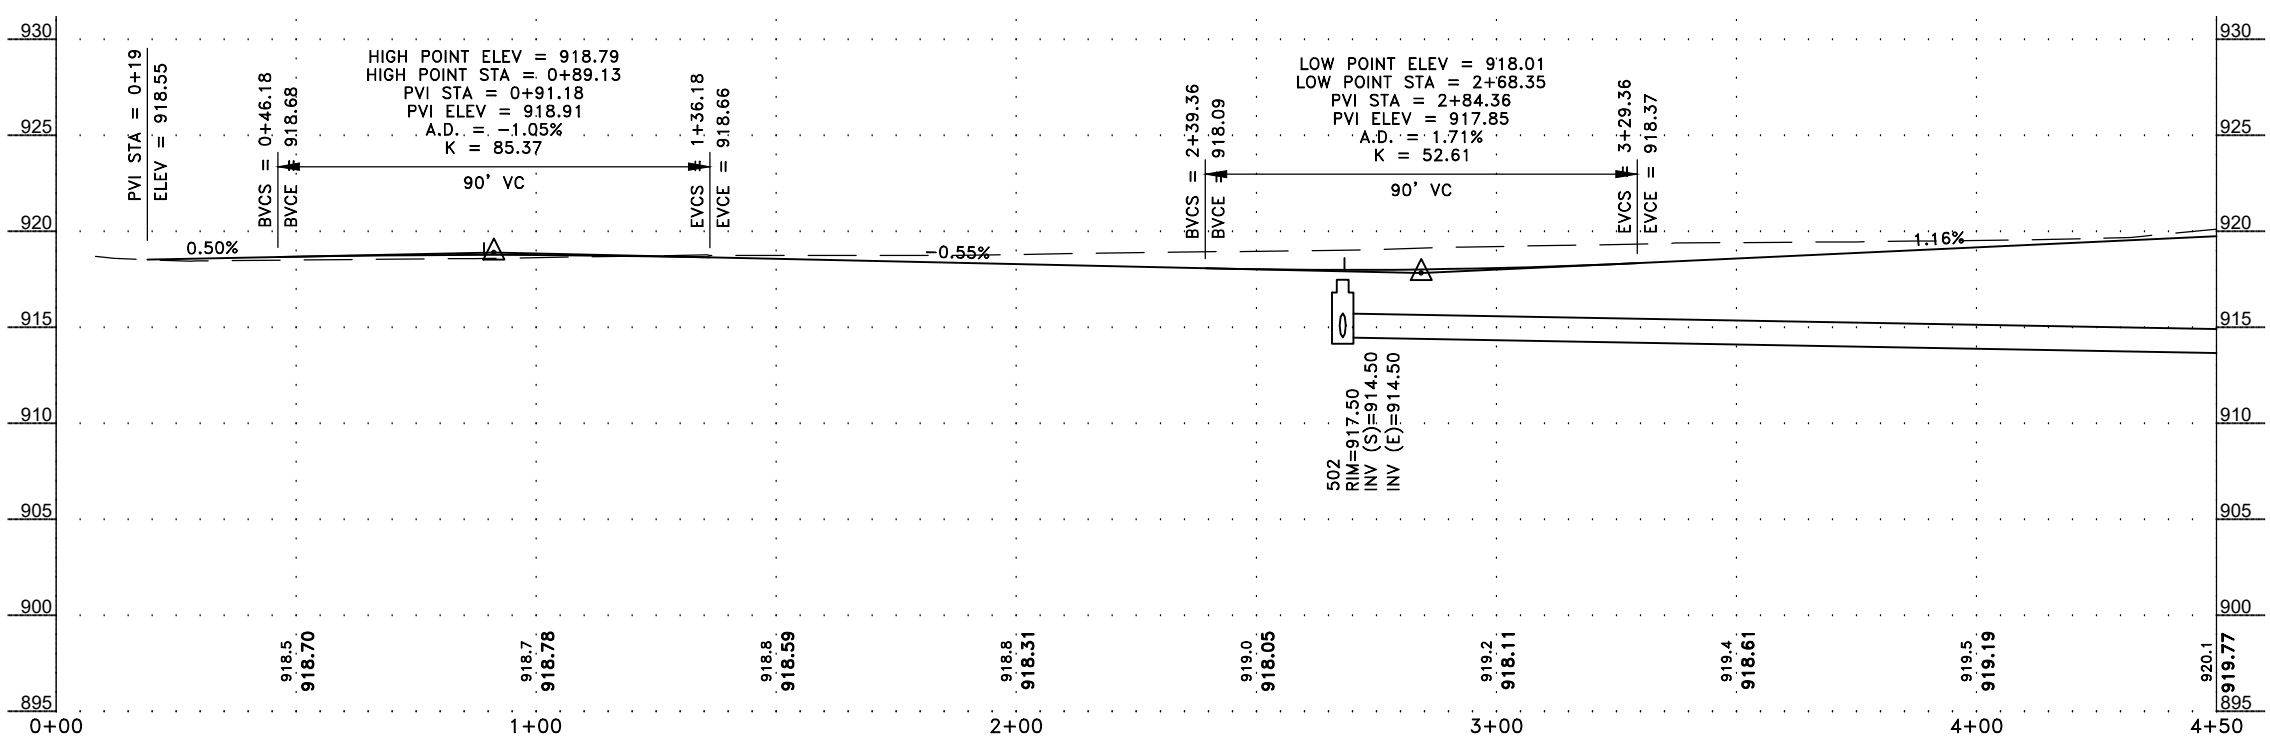 930
925
920
915
910
905
900
895
PVI STA = 0+19
ELEV = 918.55
BVCS = 0+46.18
BVCE = 918.68
HIGH POINT ELEV = 918.79
HIGH POINT STA = 0+89.13
PVI STA = 0+91.18
PVI ELEV = 918.91
A.D. = -1.05%
K = 85.37
90' VC
EVCS = 1+36.18
EVCE = 918.66
BVCS = 2+39.36
BVCE = 918.09
LOW POINT ELEV = 918.01
LOW POINT STA = 2+68.35
PVI STA = 2+84.36
PVI ELEV = 917.85
A.D. = 1.71%
K = 52.61
90' VC
EVCS = 3+29.36
EVCE = 918.37
0.50%
-0.55%
1.16%
502
RIM=917.50
INV (S)=914.50
INV (E)=914.50
930
925
920
915
910
905
900
895
918.5
918.70
918.7
918.78
918.8
918.59
918.8
918.31
919.0
918.05
919.2
918.11
919.4
918.61
919.5
919.19
920.1
919.77
0+00
1+00
2+00
3+00
4+00
4+50